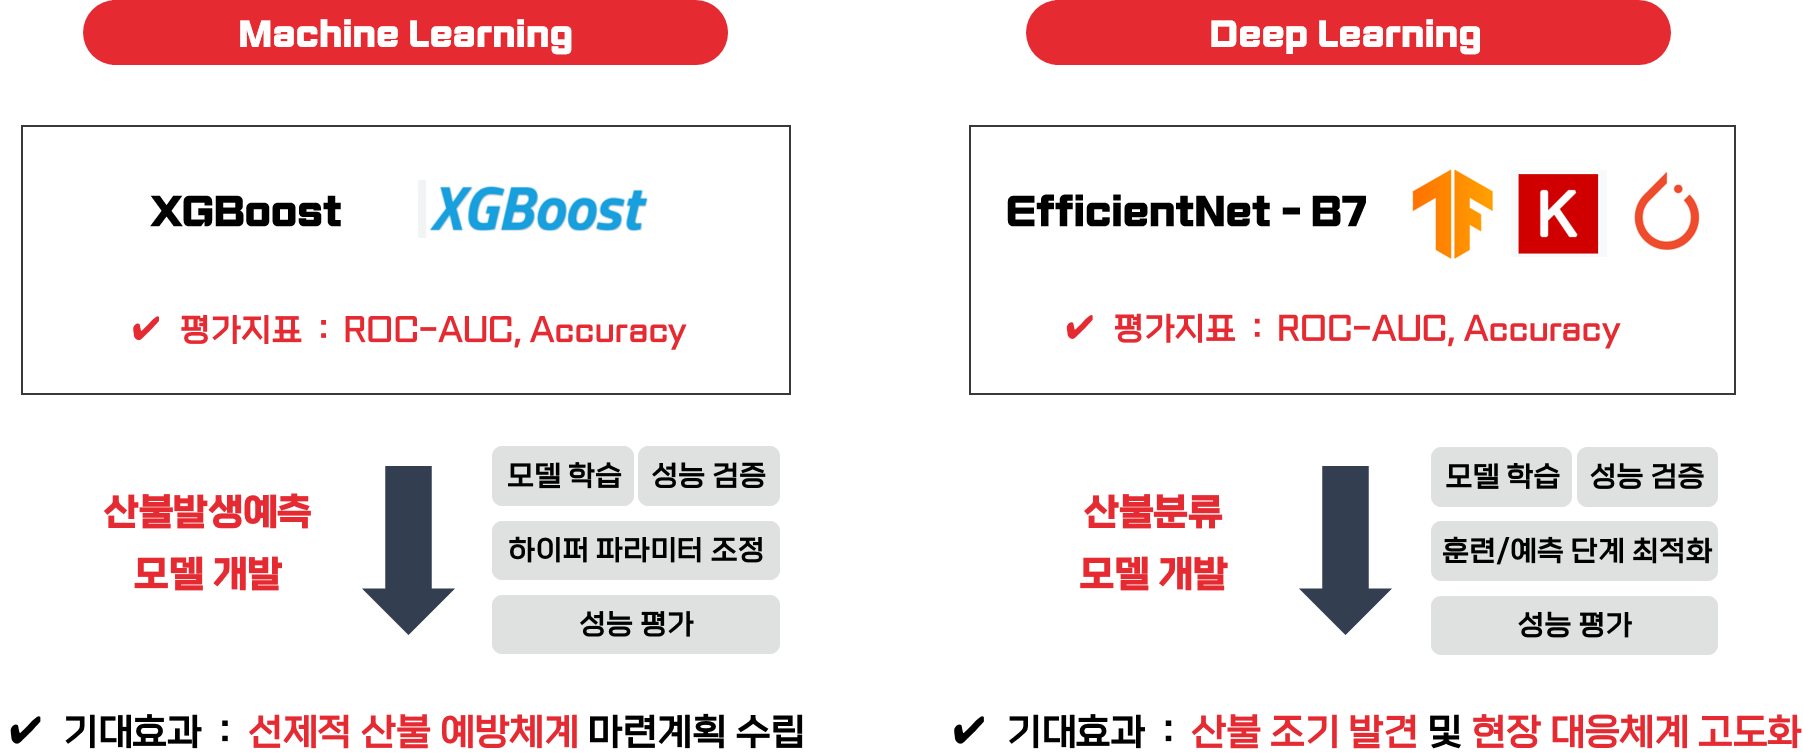 Machine Learning
XGBoost
XGBoost
✔ 평가지표 : ROC-AUC, Accuracy
산불발생예측
모델 개발
모델 학습
성능 검증
하이퍼 파라미터 조정
성능 평가
✔ 기대효과 : 선제적 산불 예방체계 마련계획 수립
Deep Learning
EfficientNet - B7
K
✔ 평가지표 : ROC-AUC, Accuracy
산불분류
모델 개발
모델 학습
성능 검증
훈련/예측 단계 최적화
성능 평가
✔ 기대효과 : 산불 조기 발견 및 현장 대응체계 고도화